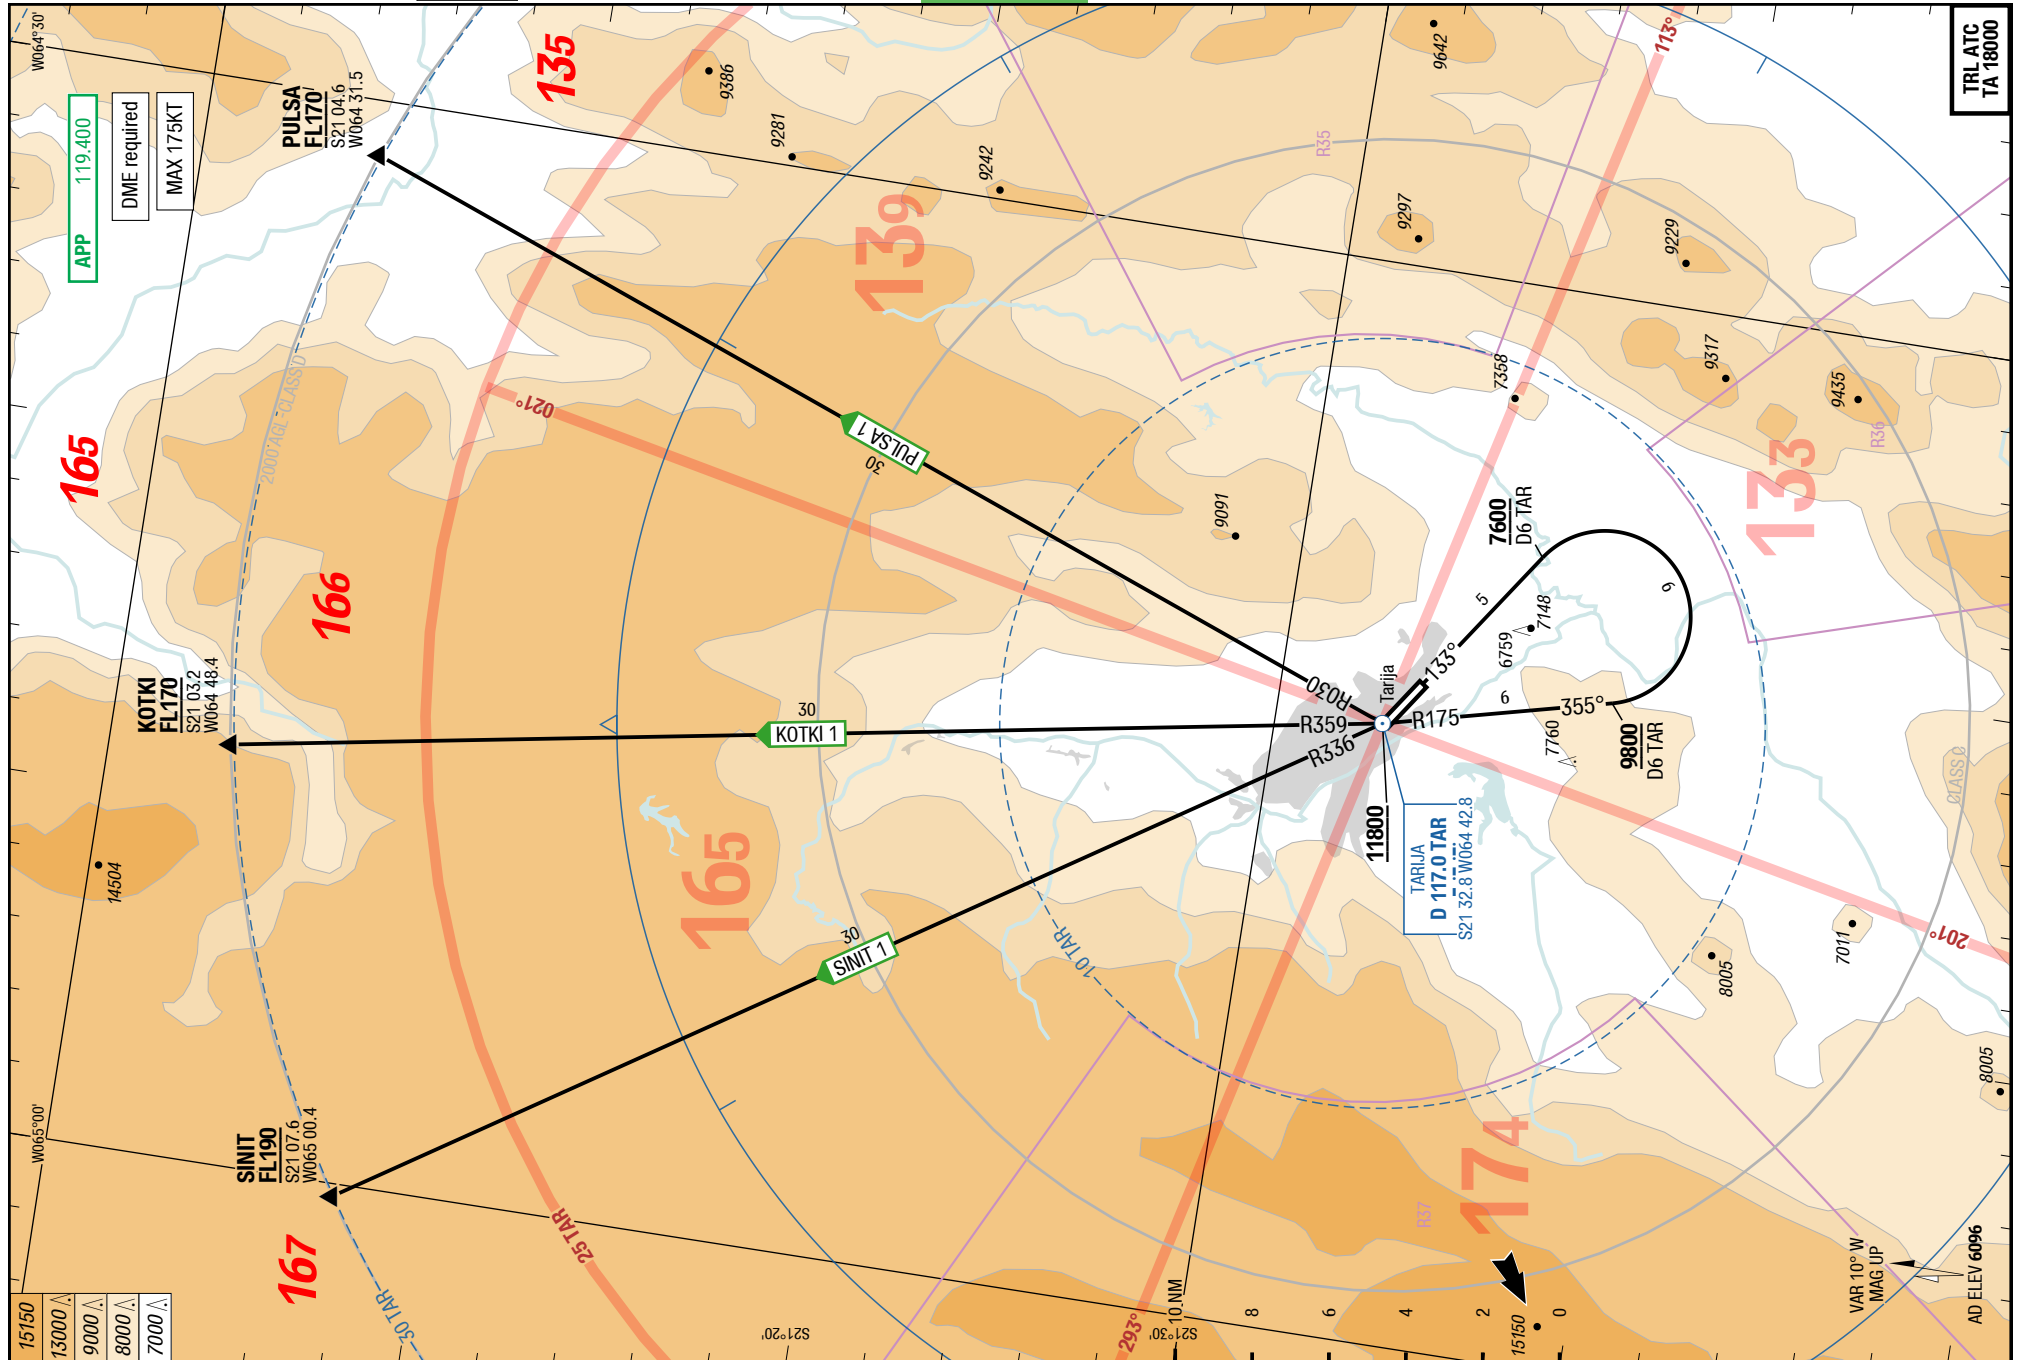 W064°30'
APP 119.400
DME required
MAX 175KT
PULSA
FL170
S21 04.6
W064 31.5
135
9386
9281
9242
139
9642
113°
TRL ATC
TA 18000
R35
9297
9229
9317
9435
R36
133
7358
165
2000' AGL-CLASS D
021°
PULSA 1
30
9091
7600
D6 TAR
166
KOTKI
FL170
S21 03.2
W064 48.4
30
KOTKI 1
R030
R359
R336
Tarija
133°
5
6
7148
6759
R175
6
355°
7760
9800
D6 TAR
11800
TARIJA
D 117.0 TAR
S21 32.8 W064 42.8
CLASS C
14504
165
30
SINIT 1
10 TAR
7011
8005
201°
8005
W065°00'
SINIT
FL190
S21 07.6
W065 00.4
167
25 TAR
30 TAR
174
R37
293°
S21°20'
S21°30'
10 NM
8
6
4
2
0
15150
VAR 10° W
MAG UP
AD ELEV 6096
15150
13000
9000
8000
7000